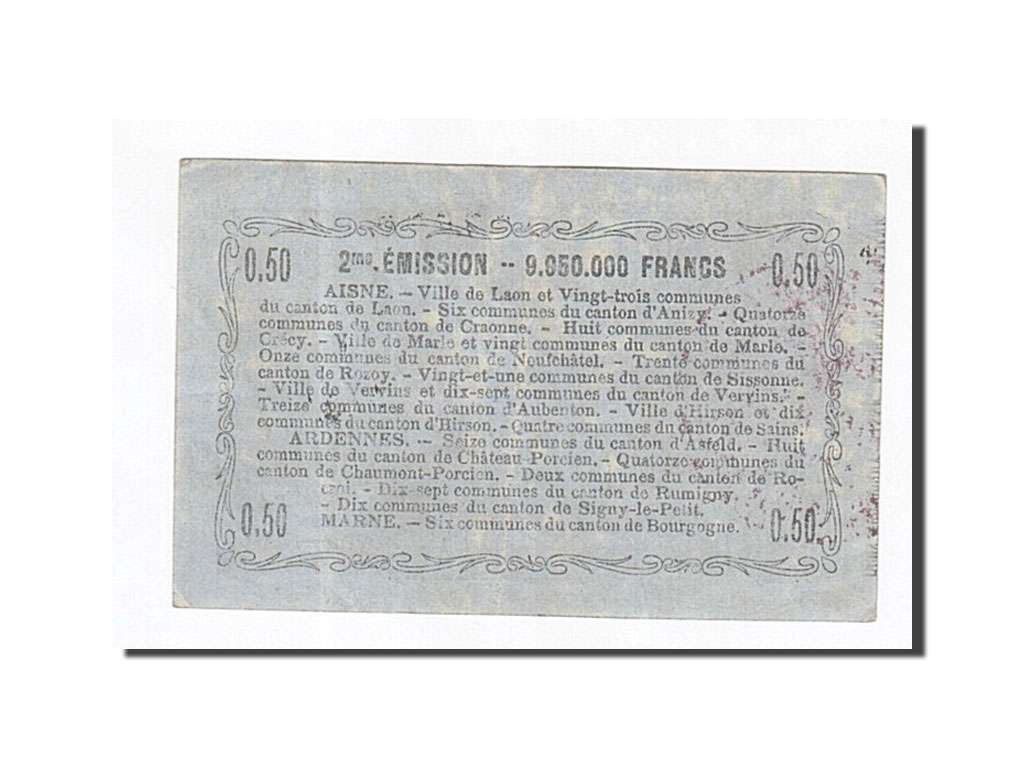 0.50 2me. ÉMISSION -- 9.950.000 FRANCS 0.50
AISNE. – Ville de Laon et Vingt-trois communes
du canton de Laon. - Six communes du canton d'Anizy. - Quatorze
communes du canton de Craonne. - Huit communes du canton de
Crécy. - Ville de Marle et vingt communes du canton de Marle. -
Onze communes du canton de Neufchâtel. - Trente communes du
canton de Rozoy. - Vingt-et-une communes du canton de Sissonne.
- Ville de Vervins et dix-sept communes du canton de Vervins. -
Treize communes du canton d'Aubenton. - Ville d'Hirson et dix
communes du canton d'Hirson. - Quatre communes du canton de Sains.
ARDENNES. – Seize communes du canton d'Asfeld. - Huit
communes du canton de Château-Porcien. - Quatorze communes du
canton de Chaumont-Porcien. - Deux communes du canton de Ro-
croi. - Dix-sept communes du canton de Rumigny.
- Dix communes du canton de Signy-le-Petit.
MARNE. – Six communes du canton de Bourgogne.
0.50 0.50